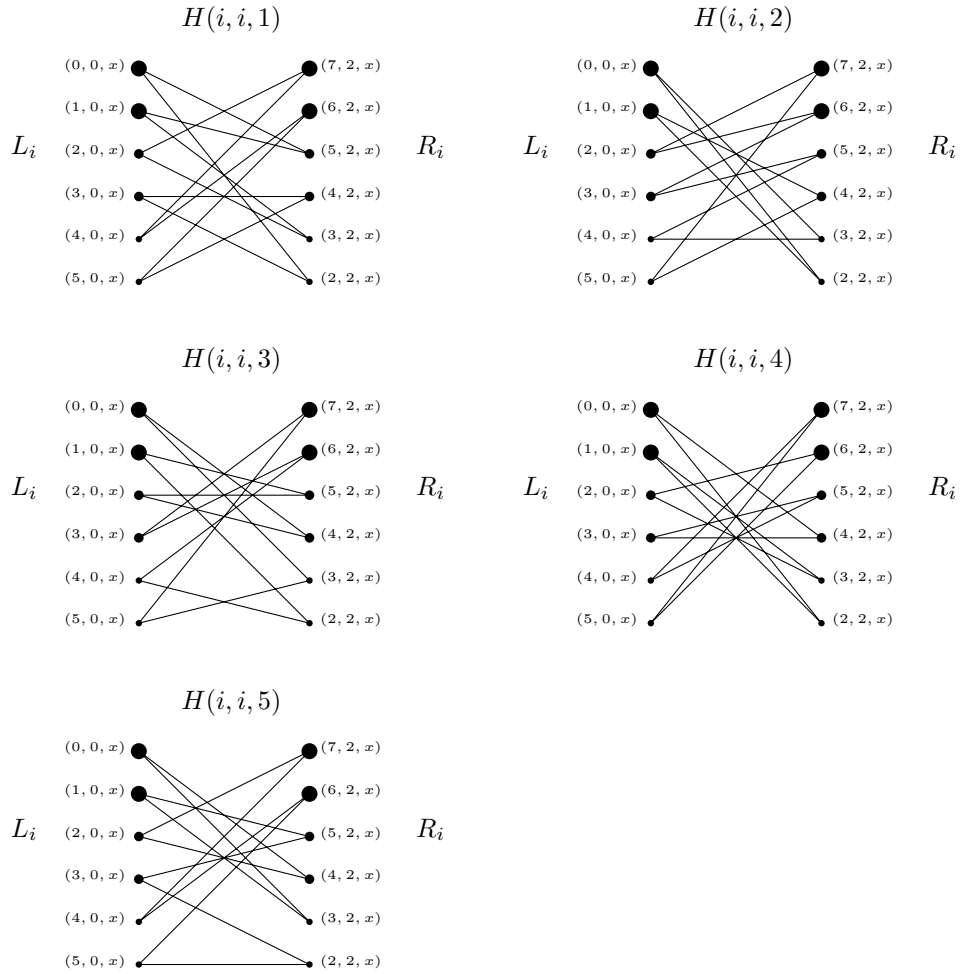 H(i, i, 1)
H(i, i, 2)
(0, 0, x) (7, 2, x)
(0, 0, x) (7, 2, x)
(1, 0, x) (6, 2, x)
(1, 0, x) (6, 2, x)
L_i (2, 0, x) (5, 2, x) R_i
L_i (2, 0, x) (5, 2, x) R_i
(3, 0, x) (4, 2, x)
(3, 0, x) (4, 2, x)
(4, 0, x) (3, 2, x)
(4, 0, x) (3, 2, x)
(5, 0, x) (2, 2, x)
(5, 0, x) (2, 2, x)
H(i, i, 3)
H(i, i, 4)
(0, 0, x) (7, 2, x)
(0, 0, x) (7, 2, x)
(1, 0, x) (6, 2, x)
(1, 0, x) (6, 2, x)
L_i (2, 0, x) (5, 2, x) R_i
L_i (2, 0, x) (5, 2, x) R_i
(3, 0, x) (4, 2, x)
(3, 0, x) (4, 2, x)
(4, 0, x) (3, 2, x)
(4, 0, x) (3, 2, x)
(5, 0, x) (2, 2, x)
(5, 0, x) (2, 2, x)
H(i, i, 5)
(0, 0, x) (7, 2, x)
(1, 0, x) (6, 2, x)
L_i (2, 0, x) (5, 2, x) R_i
(3, 0, x) (4, 2, x)
(4, 0, x) (3, 2, x)
(5, 0, x) (2, 2, x)